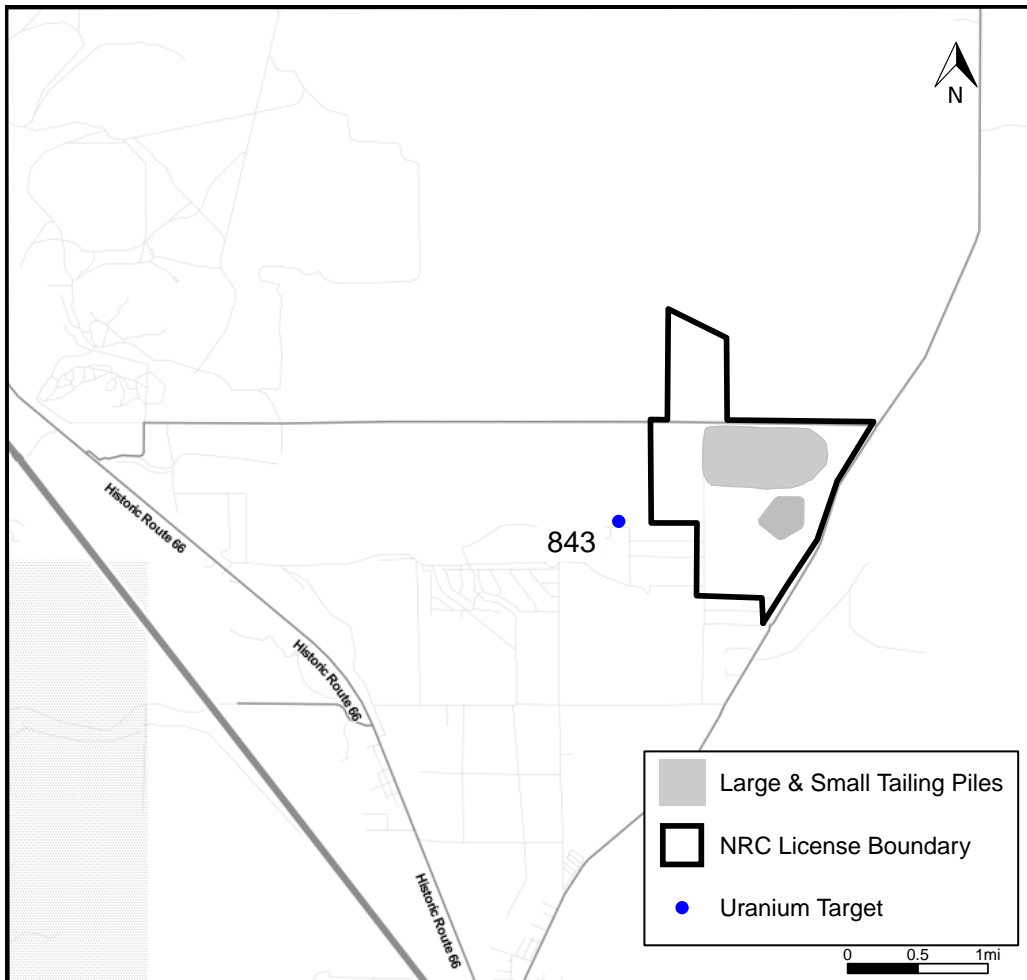 N
Historic Route 66
843
Historic Route 66
Large & Small Tailing Piles
NRC License Boundary
Uranium Target
Historic Route 66
0 0.5 1mi